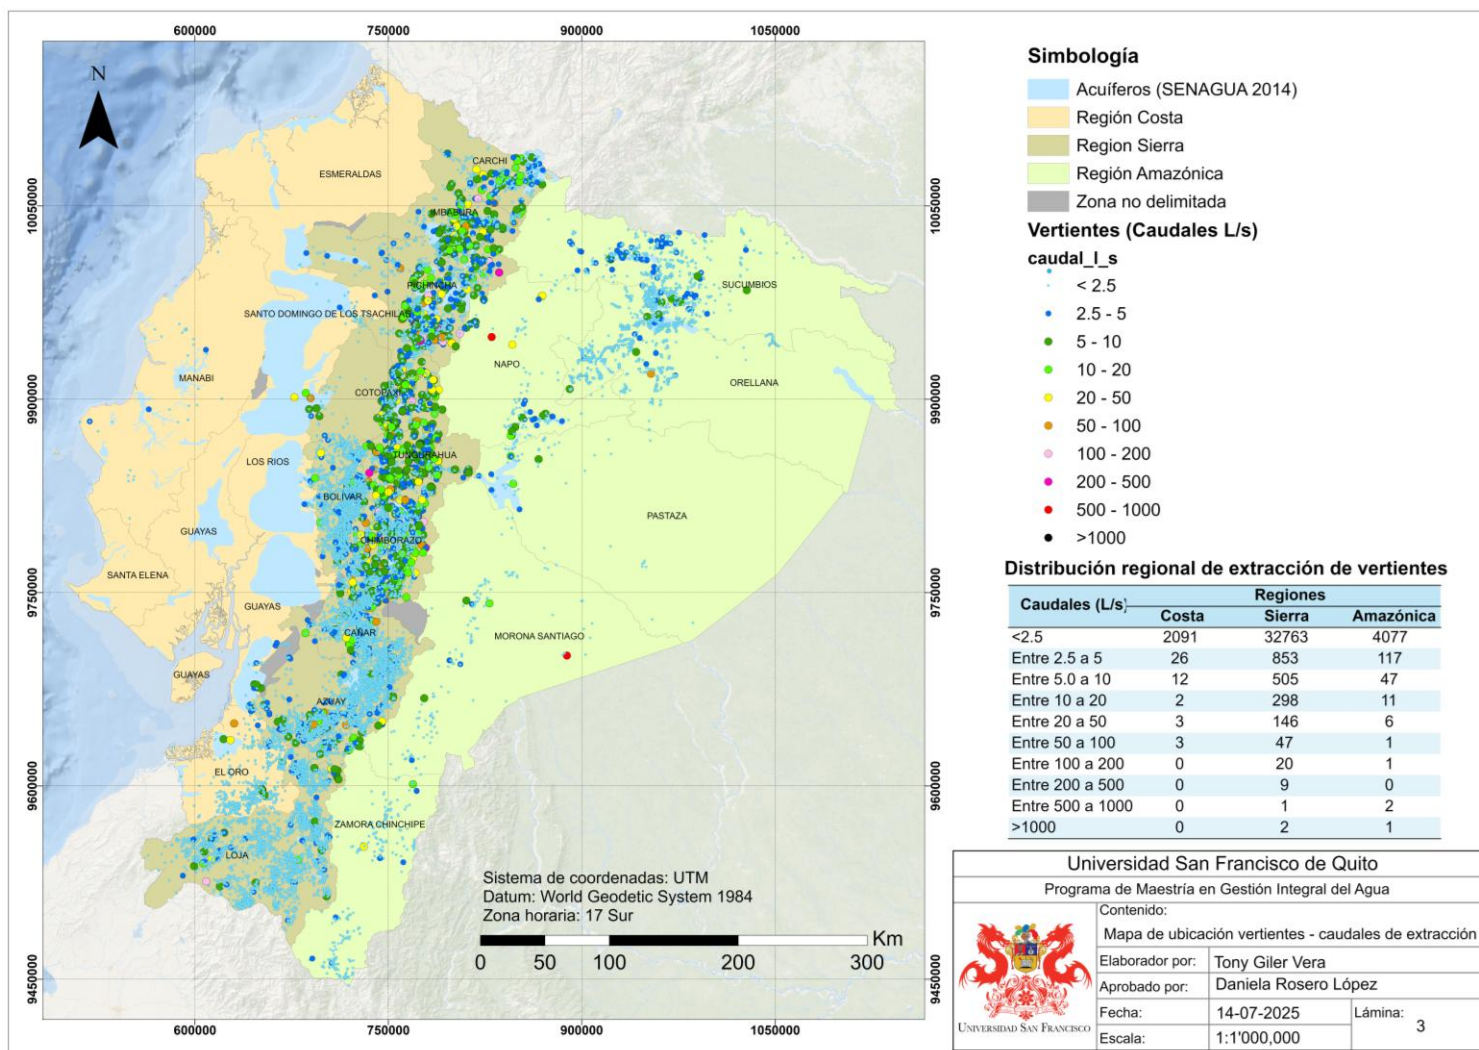 600000
750000
900000
1050000
N
10050000
9900000
9750000
9600000
9450000
10050000
9900000
9750000
9600000
9450000
CARCHI
ESMERALDAS
IMBABURA
PICHINCHA
SUCUMBIOS
SANTO DOMINGO DE LOS TSACHILAS
NAPO
MANABI
ORELLANA
COTOPAXI
LOS RIOS
TUNGURAHUA
BOLÍVAR
PASTAZA
GUAYAS
CHIMBORAZO
SANTA ELENA
GUAYAS
CAÑAR
MORONA SANTIAGO
GUAYAS
AZUAY
EL ORO
ZAMORA CHINCHIPE
LOJA
Sistema de coordenadas: UTM
Datum: World Geodetic System 1984
Zona horaria: 17 Sur
Km
0 50 100 200 300
600000
750000
900000
1050000
Simbología
Acuíferos (SENAGUA 2014)
Región Costa
Region Sierra
Región Amazónica
Zona no delimitada
Vertientes (Caudales L/s)
caudal_l_s
< 2.5
2.5 - 5
5 - 10
10 - 20
20 - 50
50 - 100
100 - 200
200 - 500
500 - 1000
>1000
Distribución regional de extracción de vertientes
Caudales (L/s) Regiones
Costa Sierra Amazónica
<2.5 2091 32763 4077
Entre 2.5 a 5 26 853 117
Entre 5.0 a 10 12 505 47
Entre 10 a 20 2 298 11
Entre 20 a 50 3 146 6
Entre 50 a 100 3 47 1
Entre 100 a 200 0 20 1
Entre 200 a 500 0 9 0
Entre 500 a 1000 0 1 2
>1000 0 2 1
Universidad San Francisco de Quito
Programa de Maestría en Gestión Integral del Agua
UNIVERSIDAD SAN FRANCISCO
Contenido:
Mapa de ubicación vertientes - caudales de extracción
Elaborador por: Tony Giler Vera
Aprobado por: Daniela Rosero López
Fecha: 14-07-2025
Lámina: 3
Escala: 1:1'000,000